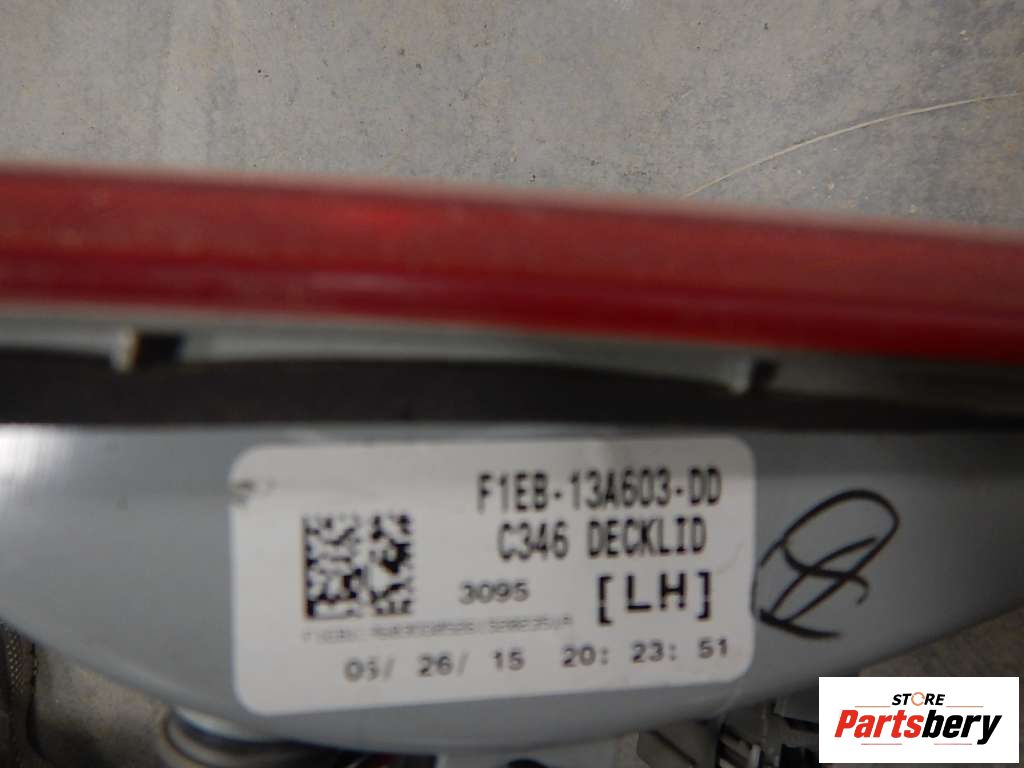 F1EB-13A603-DD
C346 DECKLID
3095 [LH]
05/ 26/ 15 20: 23: 51
STORE
Partsbery